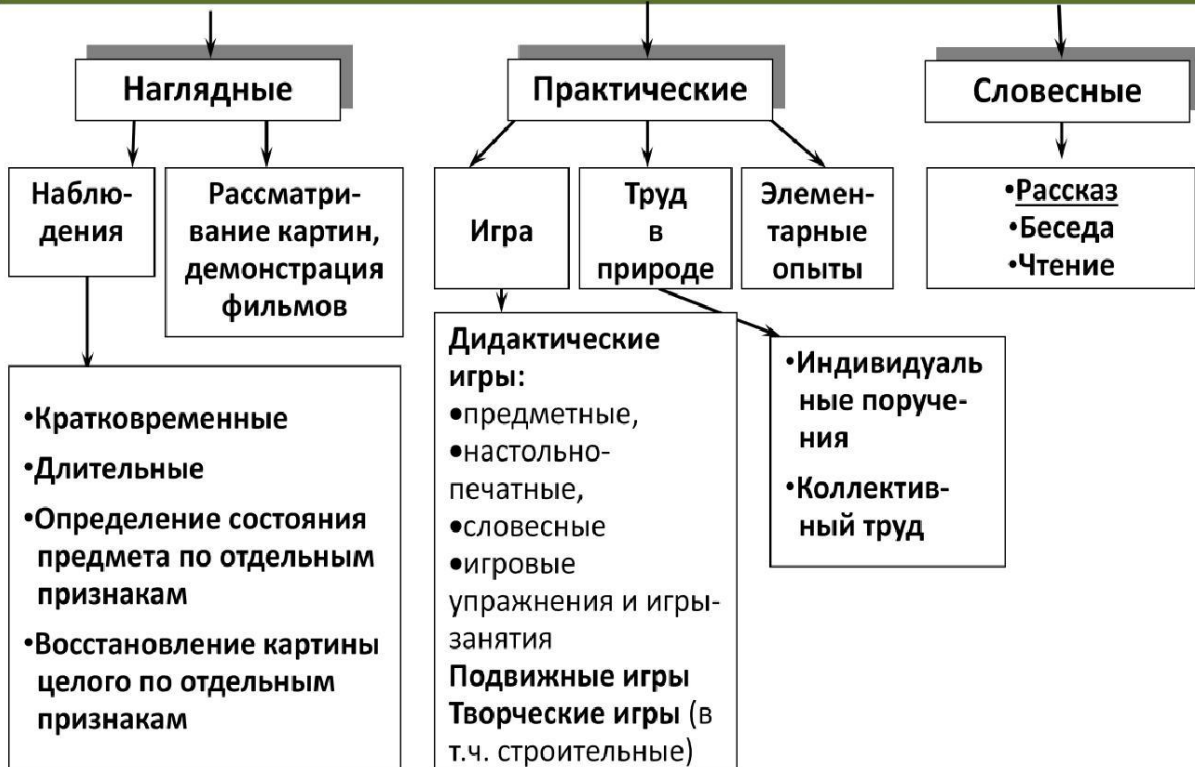 Наглядные
Практические
Словесные
Наблю-
дения
Рассматри-
вание картин,
демонстрация
фильмов
Игра
Труд
в
природе
Элемен-
тарные
опыты
•Рассказ
•Беседа
•Чтение
•Кратковременные
•Длительные
•Определение состояния
предмета по отдельным
признакам
•Восстановление картины
целого по отдельным
признакам
Дидактические
игры:
•предметные,
•настольно-
печатные,
•словесные
•игровые
упражнения и игры-
занятия
Подвижные игры
Творческие игры (в
т.ч. строительные)
•Индивидуаль
ные поруче-
ния
•Коллектив-
ный труд